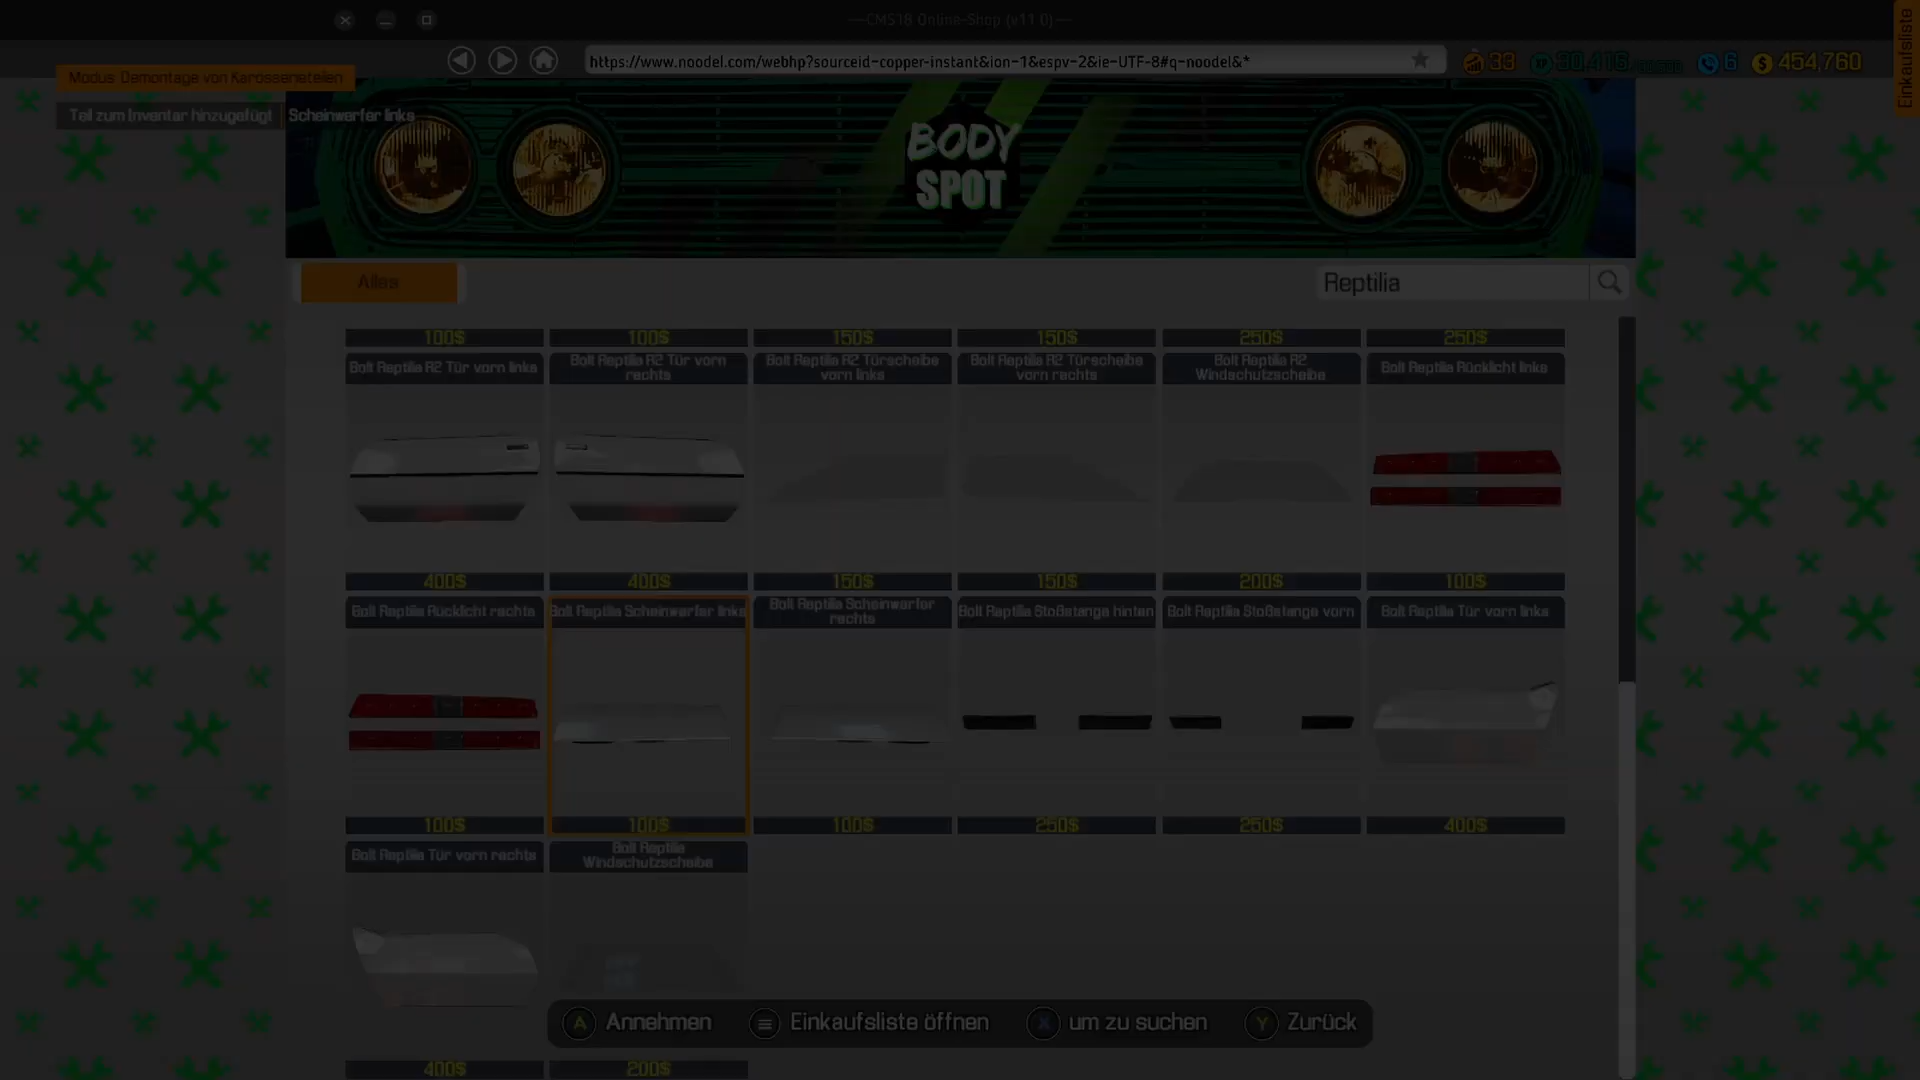 —CMS18 Online-Shop (v11.0)—
https://www.noodel.com/webhp?sourceid-copper-instant&ion-1&espv-2&ie-UTF-8#q-noodel&*
33
6
454,760
Einkaufsliste
Modus: Demontage von Karosserieteilen
Teil zum Inventar hinzugefügt
Scheinwerfer links
BODY
SPOT
Alles
Reptilia
100$
100$
150$
150$
250$
250$
Bolt Reptilia R2 Tür vorn links
Bolt Reptilia R2 Tür vorn
rechts
Bolt Reptilia R2 Türscheibe
vorn links
Bolt Reptilia R2 Türscheibe
vorn rechts
Bolt Reptilia R2
Windschutzscheibe
Bolt Reptilia Rücklicht links
400$
400$
150$
150$
200$
100$
Bolt Reptilia Rücklicht rechts
Bolt Reptilia Scheinwerfer links
Bolt Reptilia Scheinwerfer
rechts
Bolt Reptilia Stoßstange hinten
Bolt Reptilia Stoßstange vorn
Bolt Reptilia Tür vorn links
100$
100$
100$
250$
250$
400$
Bolt Reptilia Tür vorn rechts
Bolt Reptilia
Windschutzscheibe
A Annehmen
Einkaufsliste öffnen
X um zu suchen
Y Zurück
400$
200$